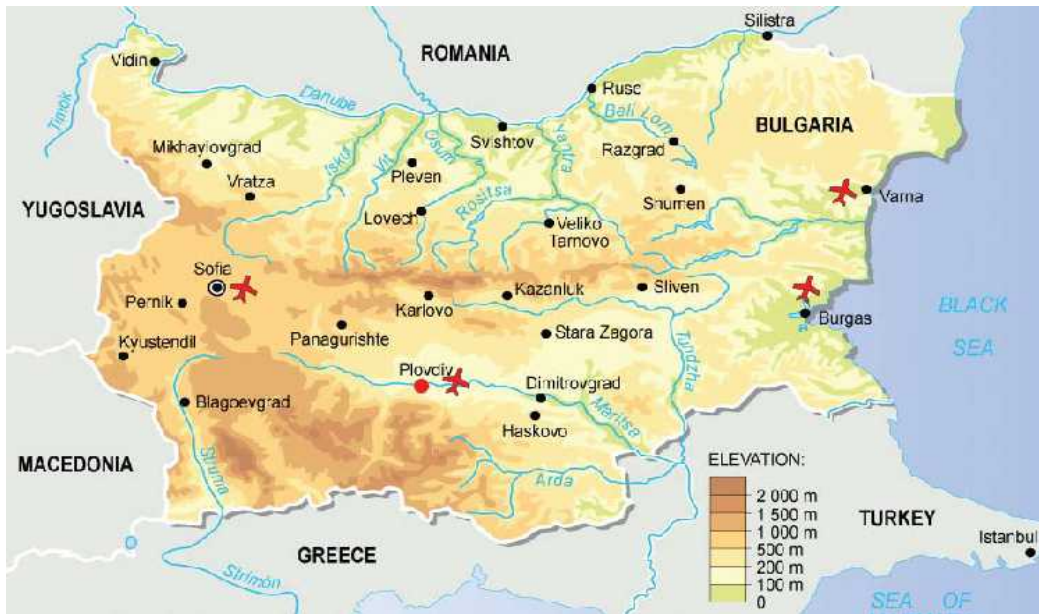 Silistra
ROMANIA
Vidin
Timok
Danube
Ruse
Bali Lom
BULGARIA
Svishtov
Yantra
Razgrad
Mikhaylovgrad
Iskor
Vit
Osum
Pleven
Vratza
Rositsa
Shumen
Varna
YUGOSLAVIA
Lovech
Veliko
Tarnovo
Sofia
Pernik
Karlovo
Kazanluk
Sliven
Burgas
BLACK
SEA
Panagurishte
Stara Zagora
Kyustendil
Tundzha
Plovdiv
Dimitrovgrad
Blagoevgrad
Maritsa
Haskovo
MACEDONIA
Struma
Arda
ELEVATION:
2 000 m
1 500 m
1 000 m
500 m
200 m
100 m
0
TURKEY
Istanbul
GREECE
Strimón
SEA OF